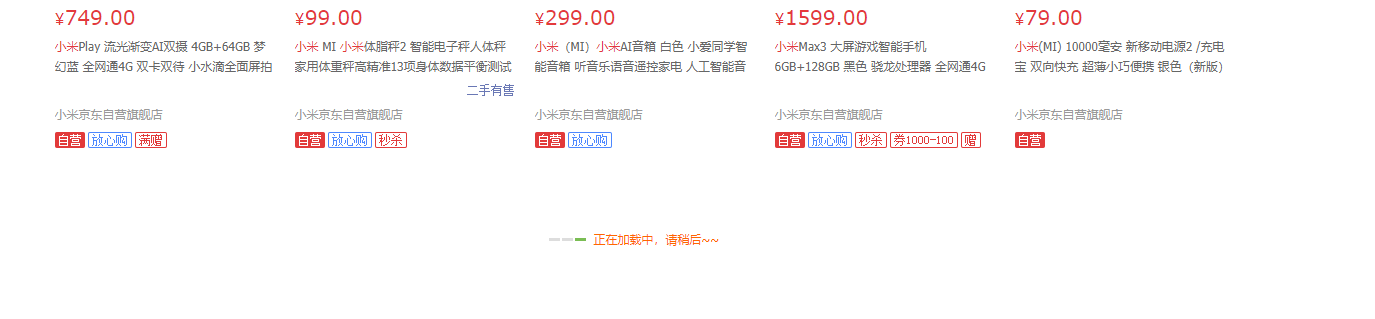 ¥749.00
小米Play 流光渐变AI双摄 4GB+64GB 梦
幻蓝 全网通4G 双卡双待 小水滴全面屏拍
小米京东自营旗舰店
自营 放心购 满赠
¥99.00
小米 MI 小米体脂秤2 智能电子秤人体秤
家用体重秤高精准13项身体数据平衡测试
二手有售
小米京东自营旗舰店
自营 放心购 秒杀
¥299.00
小米（MI）小米AI音箱 白色 小爱同学智
能音箱 听音乐语音遥控家电 人工智能音
小米京东自营旗舰店
自营 放心购
¥1599.00
小米Max3 大屏游戏智能手机
6GB+128GB 黑色 骁龙处理器 全网通4G
小米京东自营旗舰店
自营 放心购 秒杀 券1000-100 赠
¥79.00
小米(MI) 10000毫安 新移动电源2 /充电
宝 双向快充 超薄小巧便携 银色（新版）
小米京东自营旗舰店
自营
正在加载中，请稍后~~